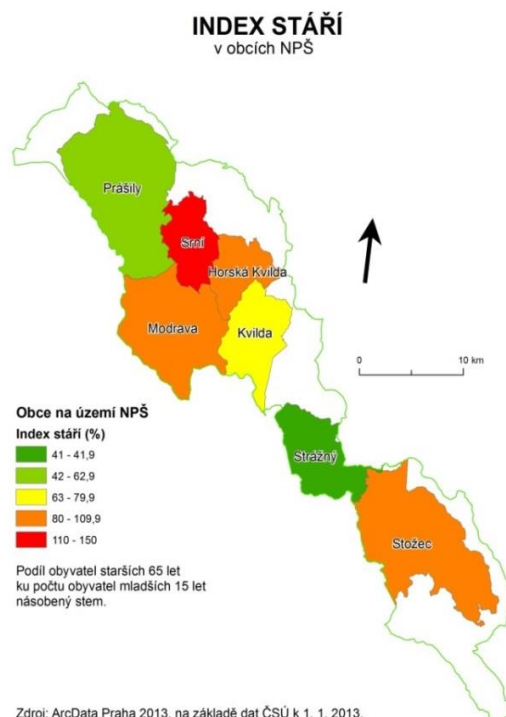 INDEX STÁŘÍ
v obcích NPŠ
Prášily
Srní
Horská Kvilda
Modrava
Kvilda
0 10 km
Strážný
Stožec
Obce na území NPŠ
Index stáří (%)
41 - 41,9
42 - 62,9
63 - 79,9
80 - 109,9
110 - 150
Podíl obyvatel starších 65 let
ku počtu obyvatel mladších 15 let
násobený stem.
Zdroj: ArcData Praha 2013, na základě dat ČSÚ k 1. 1. 2013.